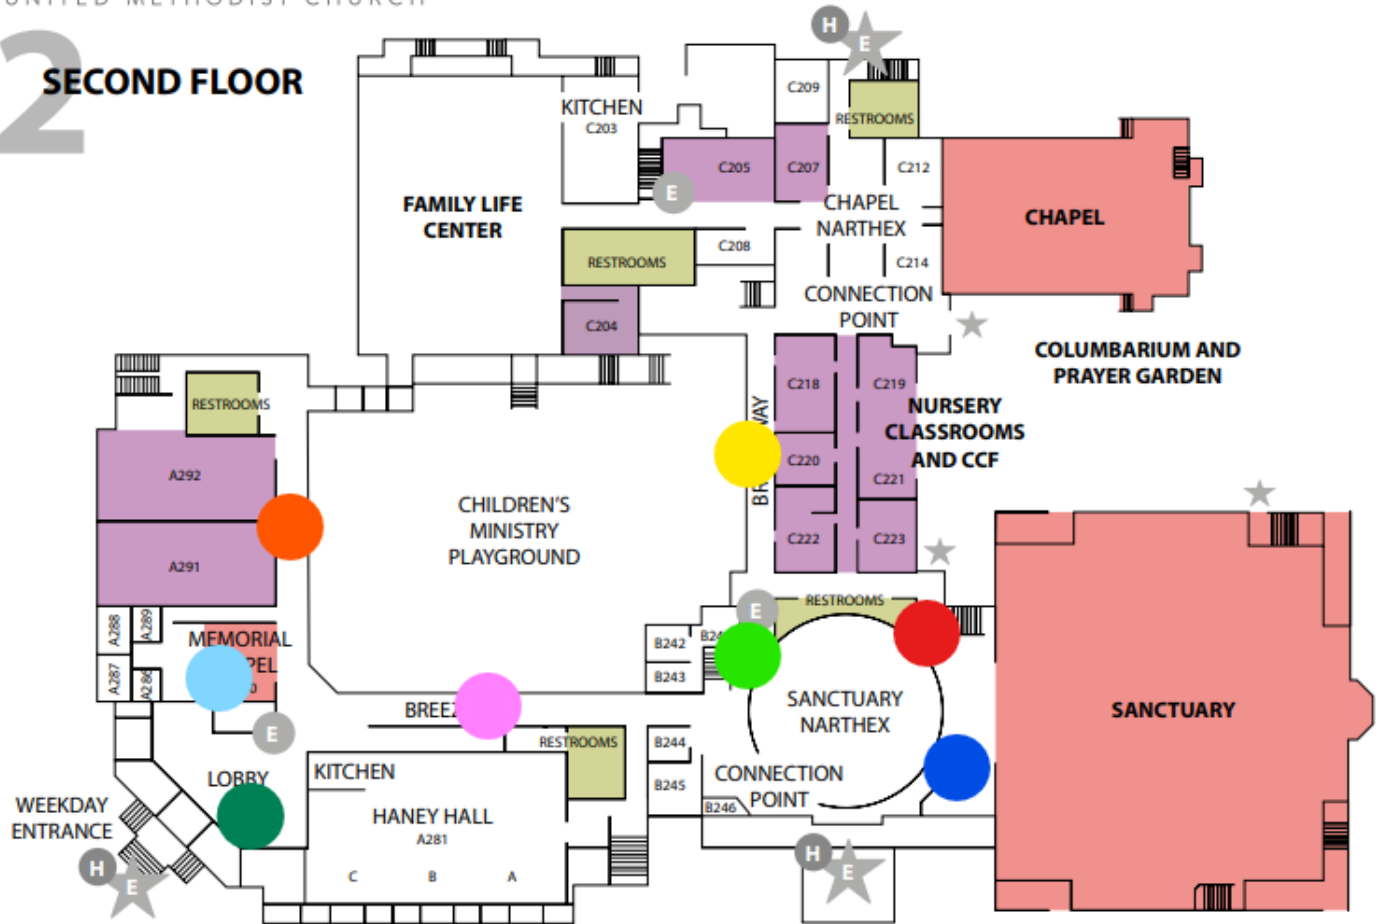 UNITED METHODIST CHURCH
2
SECOND FLOOR
H
E
C209
KITCHEN
C203
RESTROOMS
C205
C207
C212
E
FAMILY LIFE
CENTER
CHAPEL
NARTHEX
CHAPEL
C208
RESTROOMS
C214
CONNECTION
POINT
C204
COLUMBARIUM AND
PRAYER GARDEN
RESTROOMS
C218
C219
NURSERY
CLASSROOMS
AND CCF
C220
C221
A292
CHILDREN'S
MINISTRY
PLAYGROUND
C222
C223
A291
RESTROOMS
E
A288
A289
MEMORIAL
B242
A287
A286
B243
SANCTUARY
NARTHEX
SANCTUARY
E
RESTROOMS
B244
LOBBY
KITCHEN
CONNECTION
POINT
B245
B246
WEEKDAY
ENTRANCE
HANEY HALL
A281
C B A
H
E
H
E